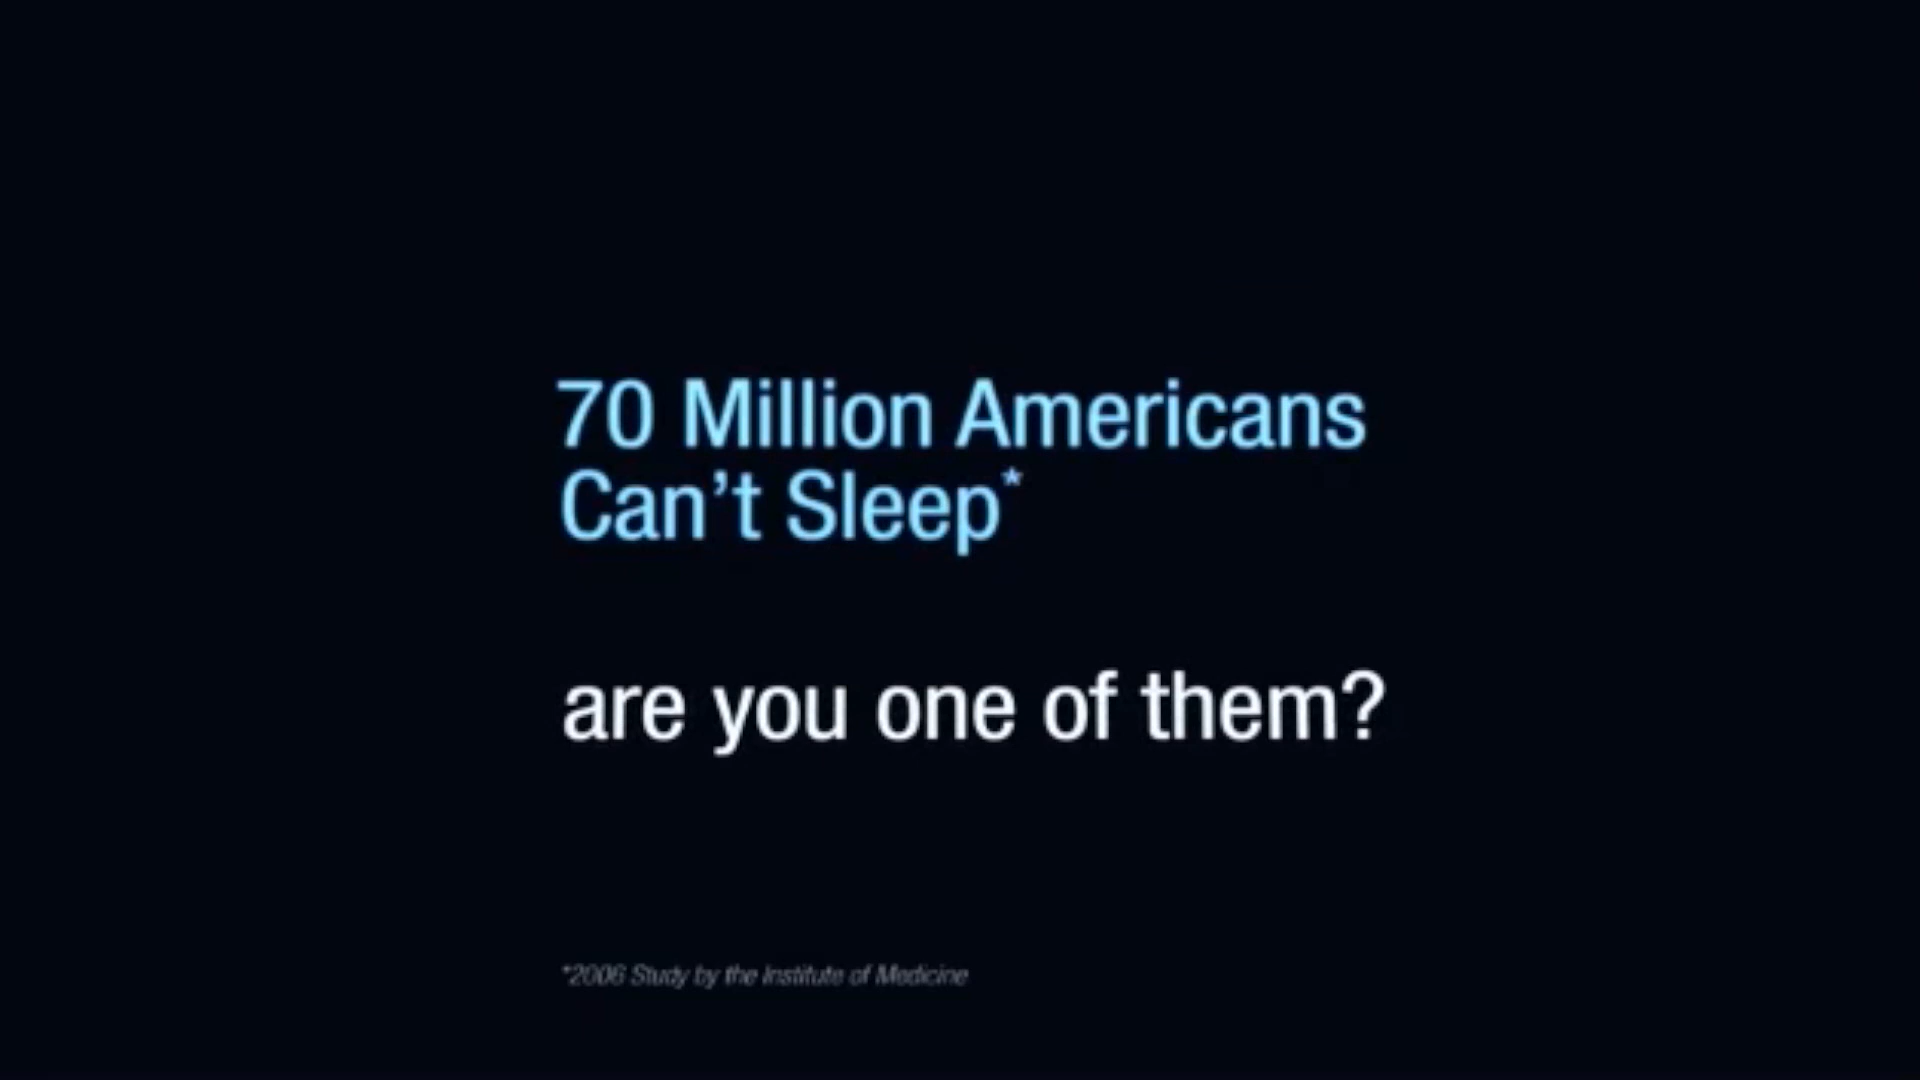 70 Million Americans
Can't Sleep*
are you one of them?
*2006 Study by the Institute of Medicine